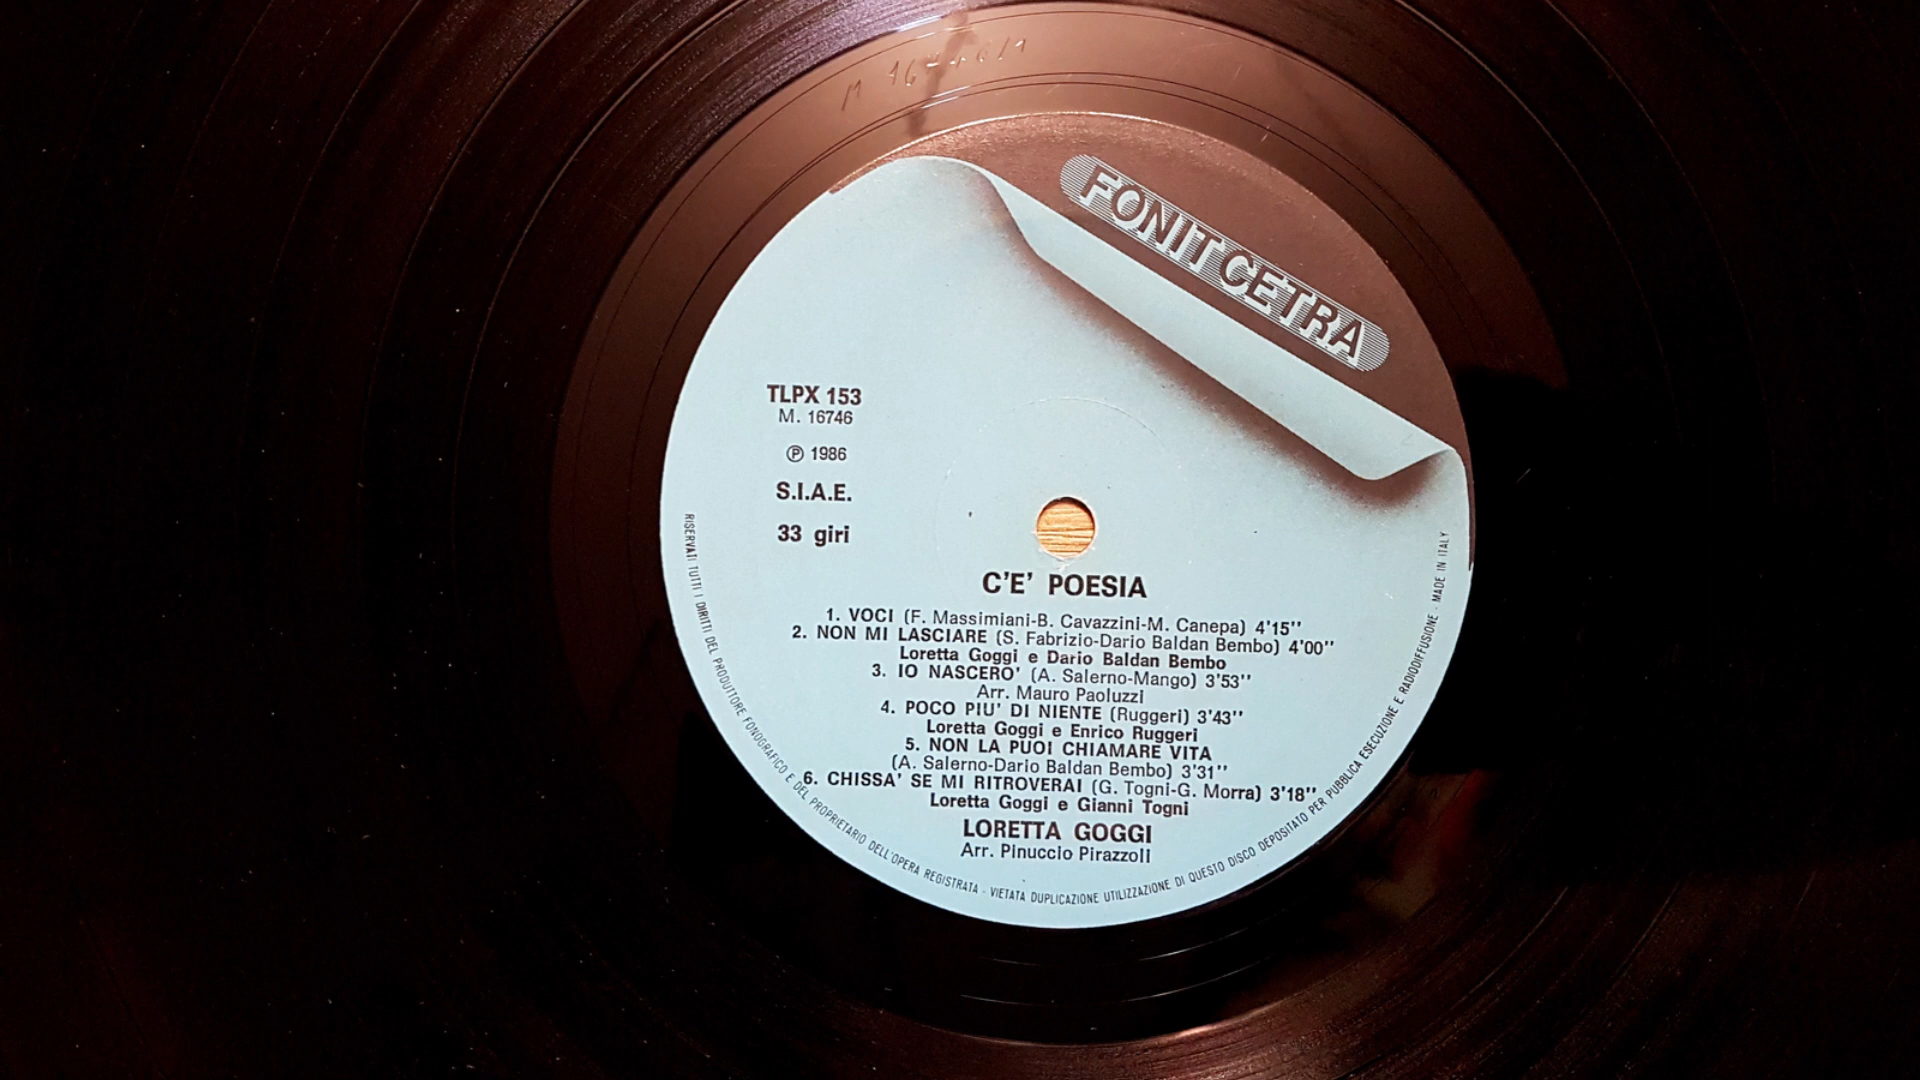 FONIT CETRA
TLPX 153
M. 16746
Ⓟ 1986
S.I.A.E.
33 giri
C'E' POESIA
1. VOCI (F. Massimiani-B. Cavazzini-M. Canepa) 4'15''
2. NON MI LASCIARE (S. Fabrizio-Dario Baldan Bembo) 4'00''
Loretta Goggi e Dario Baldan Bembo
3. IO NASCERO' (A. Salerno-Mango) 3'53''
Arr. Mauro Paoluzzi
4. POCO PIU' DI NIENTE (Ruggeri) 3'43''
Loretta Goggi e Enrico Ruggeri
5. NON LA PUOI CHIAMARE VITA
(A. Salerno-Dario Baldan Bembo) 3'31''
6. CHISSA' SE MI RITROVERAI (G. Togni-G. Morra) 3'18''
Loretta Goggi e Gianni Togni
LORETTA GOGGI
Arr. Pinuccio Pirazzoli
RISERVATI TUTTI I DIRITTI DEL PRODUTTORE FONOGRAFICO E DEL PROPRIETARIO DELL'OPERA REGISTRATA - VIETATA DUPLICAZIONE UTILIZZAZIONE DI QUESTO DISCO DEPOSITATO PER PUBBLICA ESECUZIONE E RADIODIFFUSIONE - MADE IN ITALY